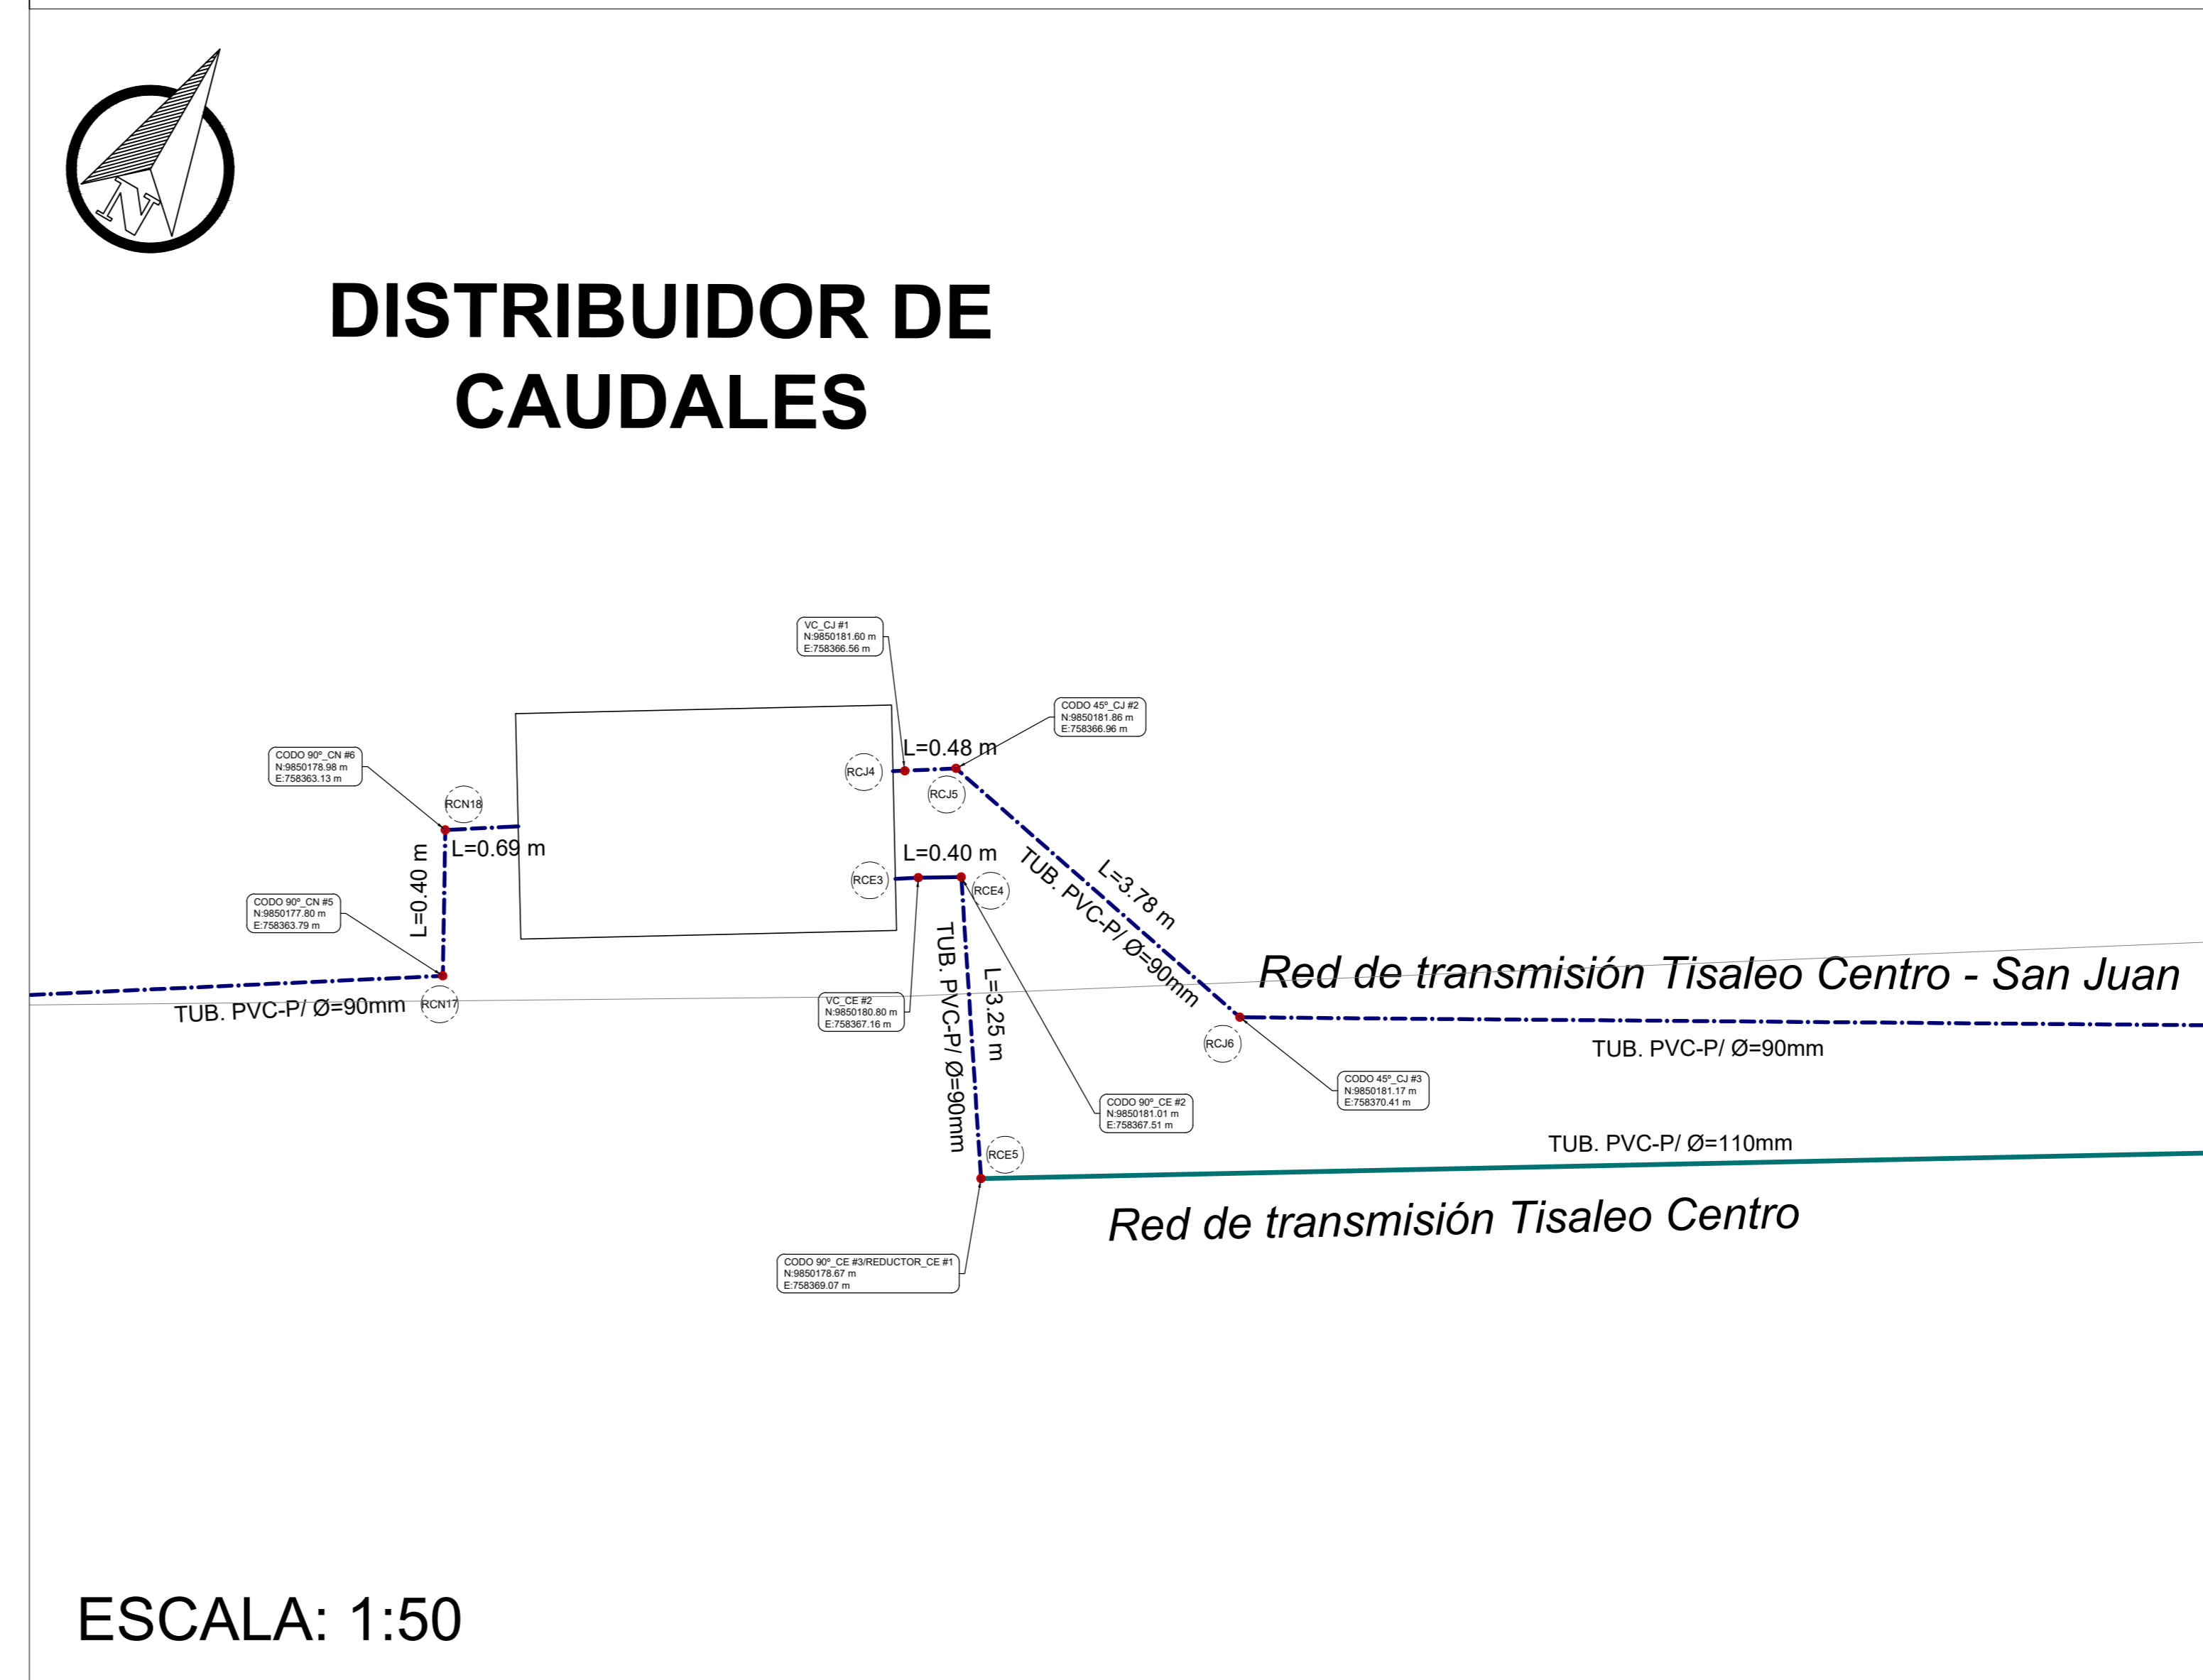 N
DISTRIBUIDOR DE
CAUDALES
VC_CJ #1
N:9850181.60 m
E:758366.56 m
CODO 45º_CJ #2
N:9850181.86 m
E:758366.96 m
CODO 90º_CN #6
N:9850178.98 m
E:758363.13 m
L=0.48 m
RCJ4
RCJ5
RCN18
L=0.69 m
L=0.40 m
L=0.40 m
RCE3
RCE4
L=3.78 m
TUB. PVC-P/ Ø=90mm
CODO 90º_CN #5
N:9850177.80 m
E:758363.79 m
TUB. PVC-P/ Ø=90mm
RCN17
VC_CE #2
N:9850180.80 m
E:758367.16 m
TUB. PVC-P/ Ø=90mm
L=3.25 m
Red de transmisión Tisaleo Centro - San Juan
RCJ6
TUB. PVC-P/ Ø=90mm
CODO 45º_CJ #3
N:9850181.17 m
E:758370.41 m
CODO 90º_CE #2
N:9850181.01 m
E:758367.51 m
RCE5
TUB. PVC-P/ Ø=110mm
Red de transmisión Tisaleo Centro
CODO 90º_CE #3/REDUCTOR_CE #1
N:9850178.67 m
E:758369.07 m
ESCALA: 1:50